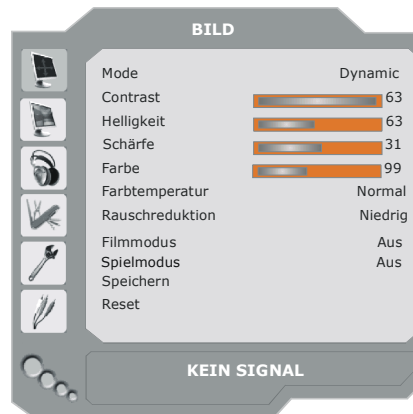 BILD
Mode Dynamic
Contrast 63
Helligkeit 63
Schärfe 31
Farbe 99
Farbtemperatur Normal
Rauschreduktion Niedrig
Filmmodus Aus
Spielmodus Aus
Speichern
Reset
KEIN SIGNAL